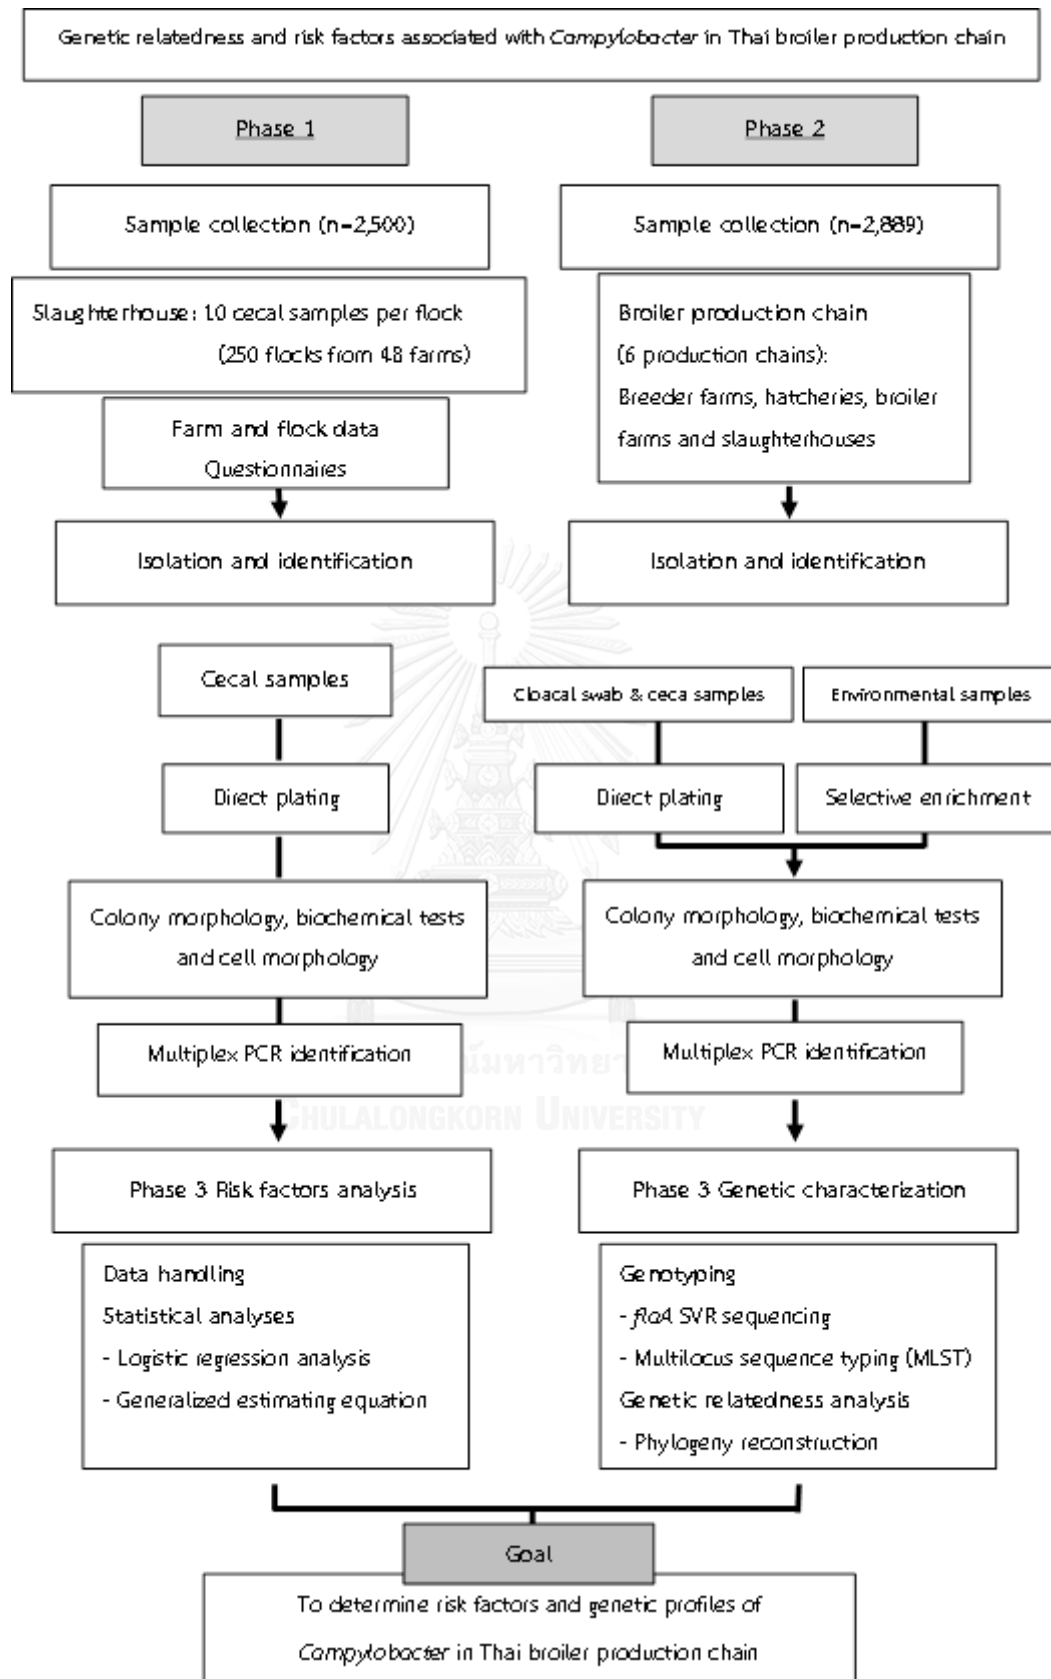 Genetic relatedness and risk factors associated with Campylobacter in Thai broiler production chain
Phase 1
Sample collection (n=2,500)
Slaughterhouse: 10 cecal samples per flock
(250 flocks from 48 farms)
Farm and flock data
Questionnaires
Isolation and identification
Cecal samples
Direct plating
Colony morphology, biochemical tests
and cell morphology
Multiplex PCR identification
Phase 3 Risk factors analysis
Data handling
Statistical analyses
- Logistic regression analysis
- Generalized estimating equation
Phase 2
Sample collection (n=2,889)
Broiler production chain
(6 production chains):
Breeder farms, hatcheries, broiler
farms and slaughterhouses
Isolation and identification
Cloacal swab & ceca samples
Environmental samples
Direct plating
Selective enrichment
Colony morphology, biochemical tests
and cell morphology
Multiplex PCR identification
Phase 3 Genetic characterization
Genotyping
- flaA SVR sequencing
- Multilocus sequence typing (MLST)
Genetic relatedness analysis
- Phylogeny reconstruction
Goal
To determine risk factors and genetic profiles of
Campylobacter in Thai broiler production chain
CHULALONGKORN UNIVERSITY